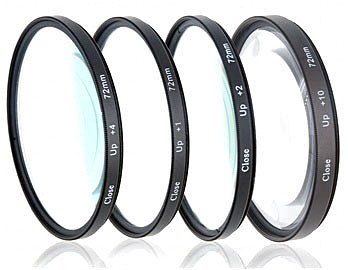 Close Up +4 72mm
Close Up +1 72mm
Close Up +2 72mm
Close Up +10 72mm